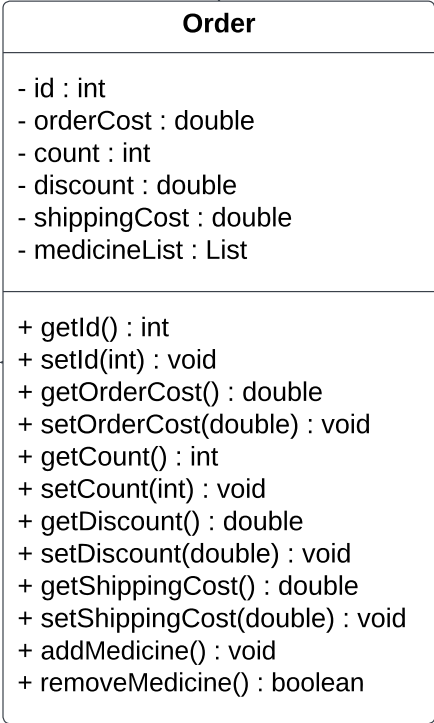 Order
- id : int
- orderCost : double
- count : int
- discount : double
- shippingCost : double
- medicineList : List
+ getId() : int
+ setId(int) : void
+ getOrderCost() : double
+ setOrderCost(double) : void
+ getCount() : int
+ setCount(int) : void
+ getDiscount() : double
+ setDiscount(double) : void
+ getShippingCost() : double
+ setShippingCost(double) : void
+ addMedicine() : void
+ removeMedicine() : boolean